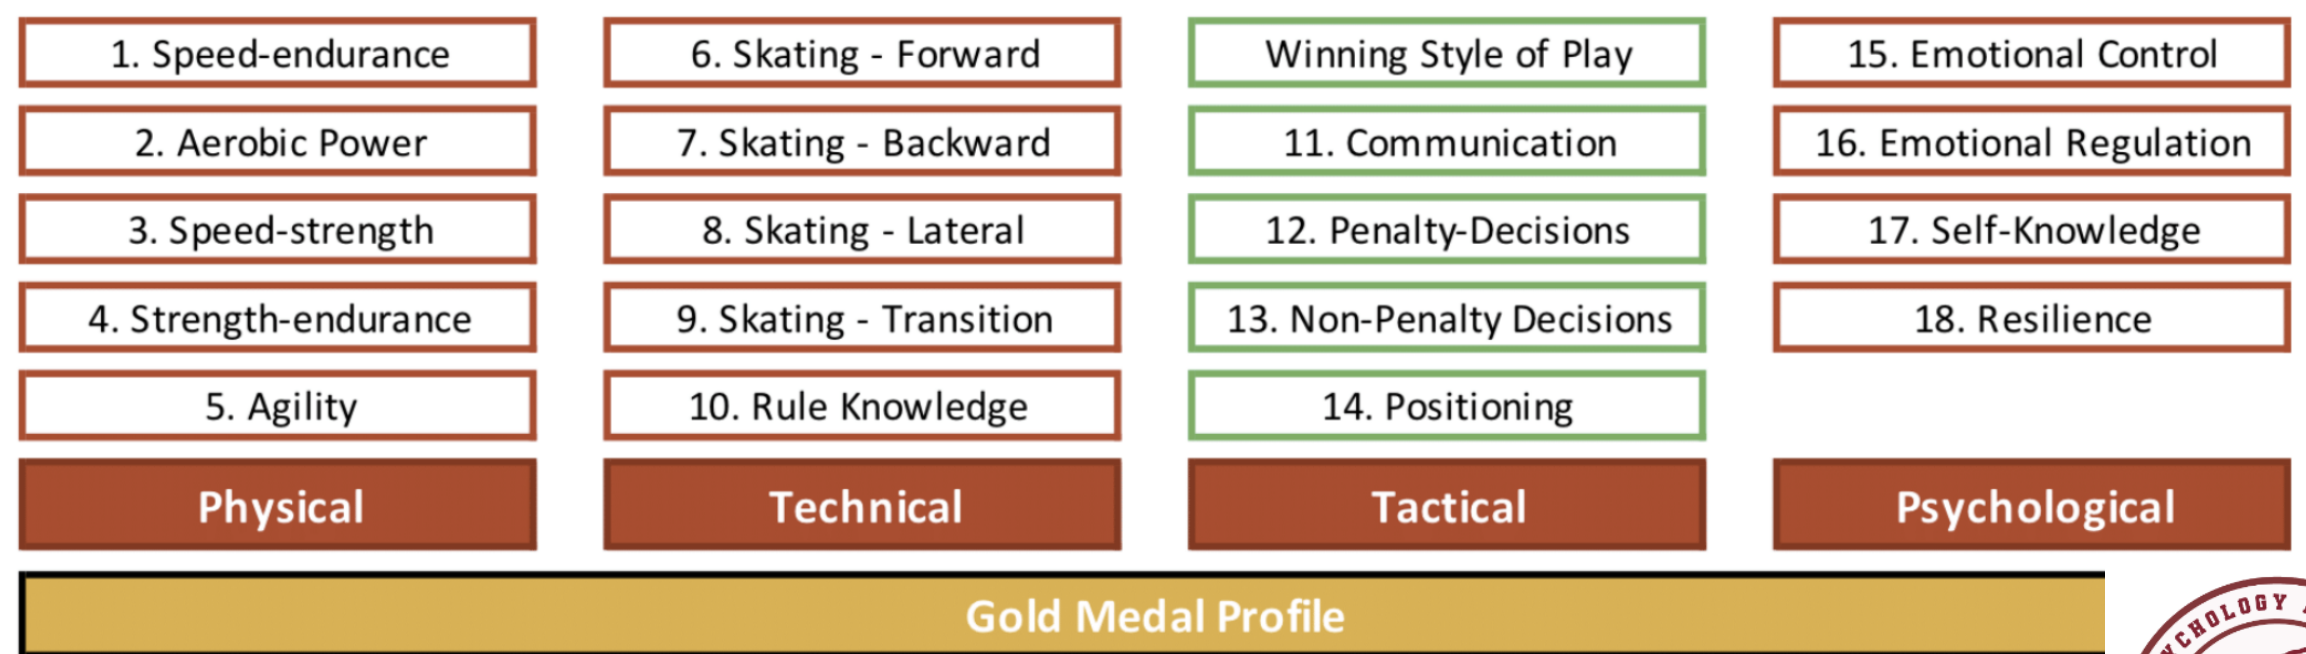 1. Speed-endurance
2. Aerobic Power
3. Speed-strength
4. Strength-endurance
5. Agility
Physical
6. Skating - Forward
7. Skating - Backward
8. Skating - Lateral
9. Skating - Transition
10. Rule Knowledge
Technical
Winning Style of Play
11. Communication
12. Penalty-Decisions
13. Non-Penalty Decisions
14. Positioning
Tactical
15. Emotional Control
16. Emotional Regulation
17. Self-Knowledge
18. Resilience
Psychological
Gold Medal Profile
YCHOLOGY